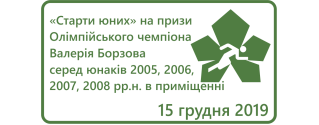 «Старти юних» на призи
Олімпійського чемпіона
Валерія Борзова
серед юнаків 2005, 2006,
2007, 2008 рр.н. в приміщенні
15 грудня 2019